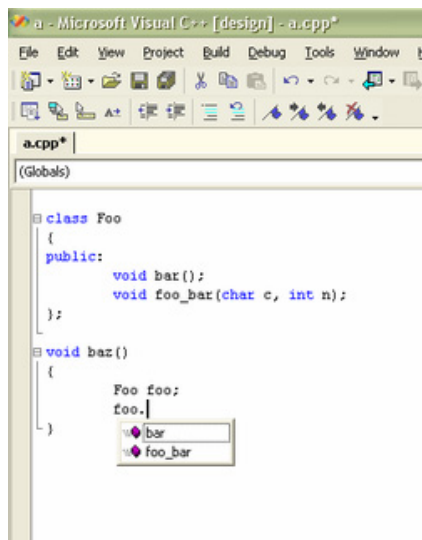 a - Microsoft Visual C++ [design] - a.cpp*
File Edit View Project Build Debug Tools Window
a.cpp*
(Globals)
class Foo
{
public:
void bar();
void foo_bar(char c, int n);
};
void baz()
{
Foo foo;
foo.
bar
}
foo_bar